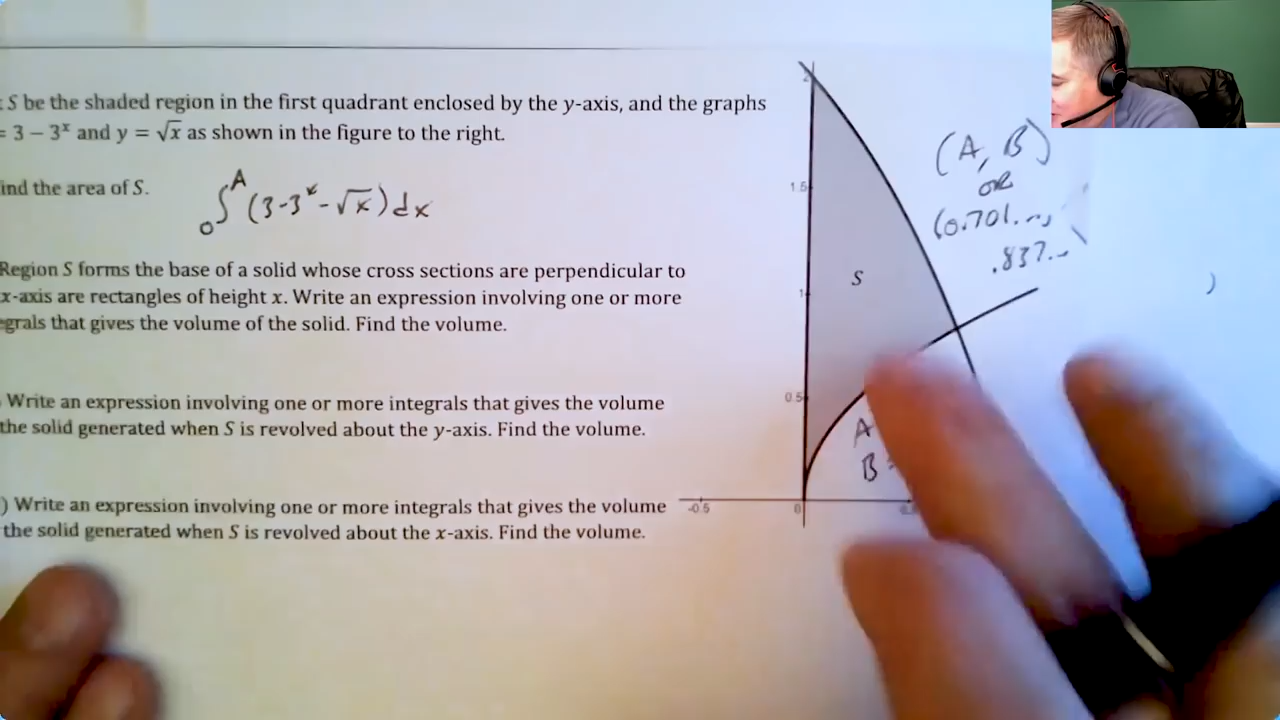 S be the shaded region in the first quadrant enclosed by the y-axis, and the graphs
= 3 − 3ˣ and y = √x as shown in the figure to the right.
ind the area of S.
₀∫ᴬ (3-3ˣ-√x) dx
Region S forms the base of a solid whose cross sections are perpendicular to
x-axis are rectangles of height x. Write an expression involving one or more
egrals that gives the volume of the solid. Find the volume.
Write an expression involving one or more integrals that gives the volume
the solid generated when S is revolved about the y-axis. Find the volume.
) Write an expression involving one or more integrals that gives the volume
the solid generated when S is revolved about the x-axis. Find the volume.
2
1.5
1
0.5
-0.5
0
S
(A, B)
OR
(0.701...,
.837...
)
A
B